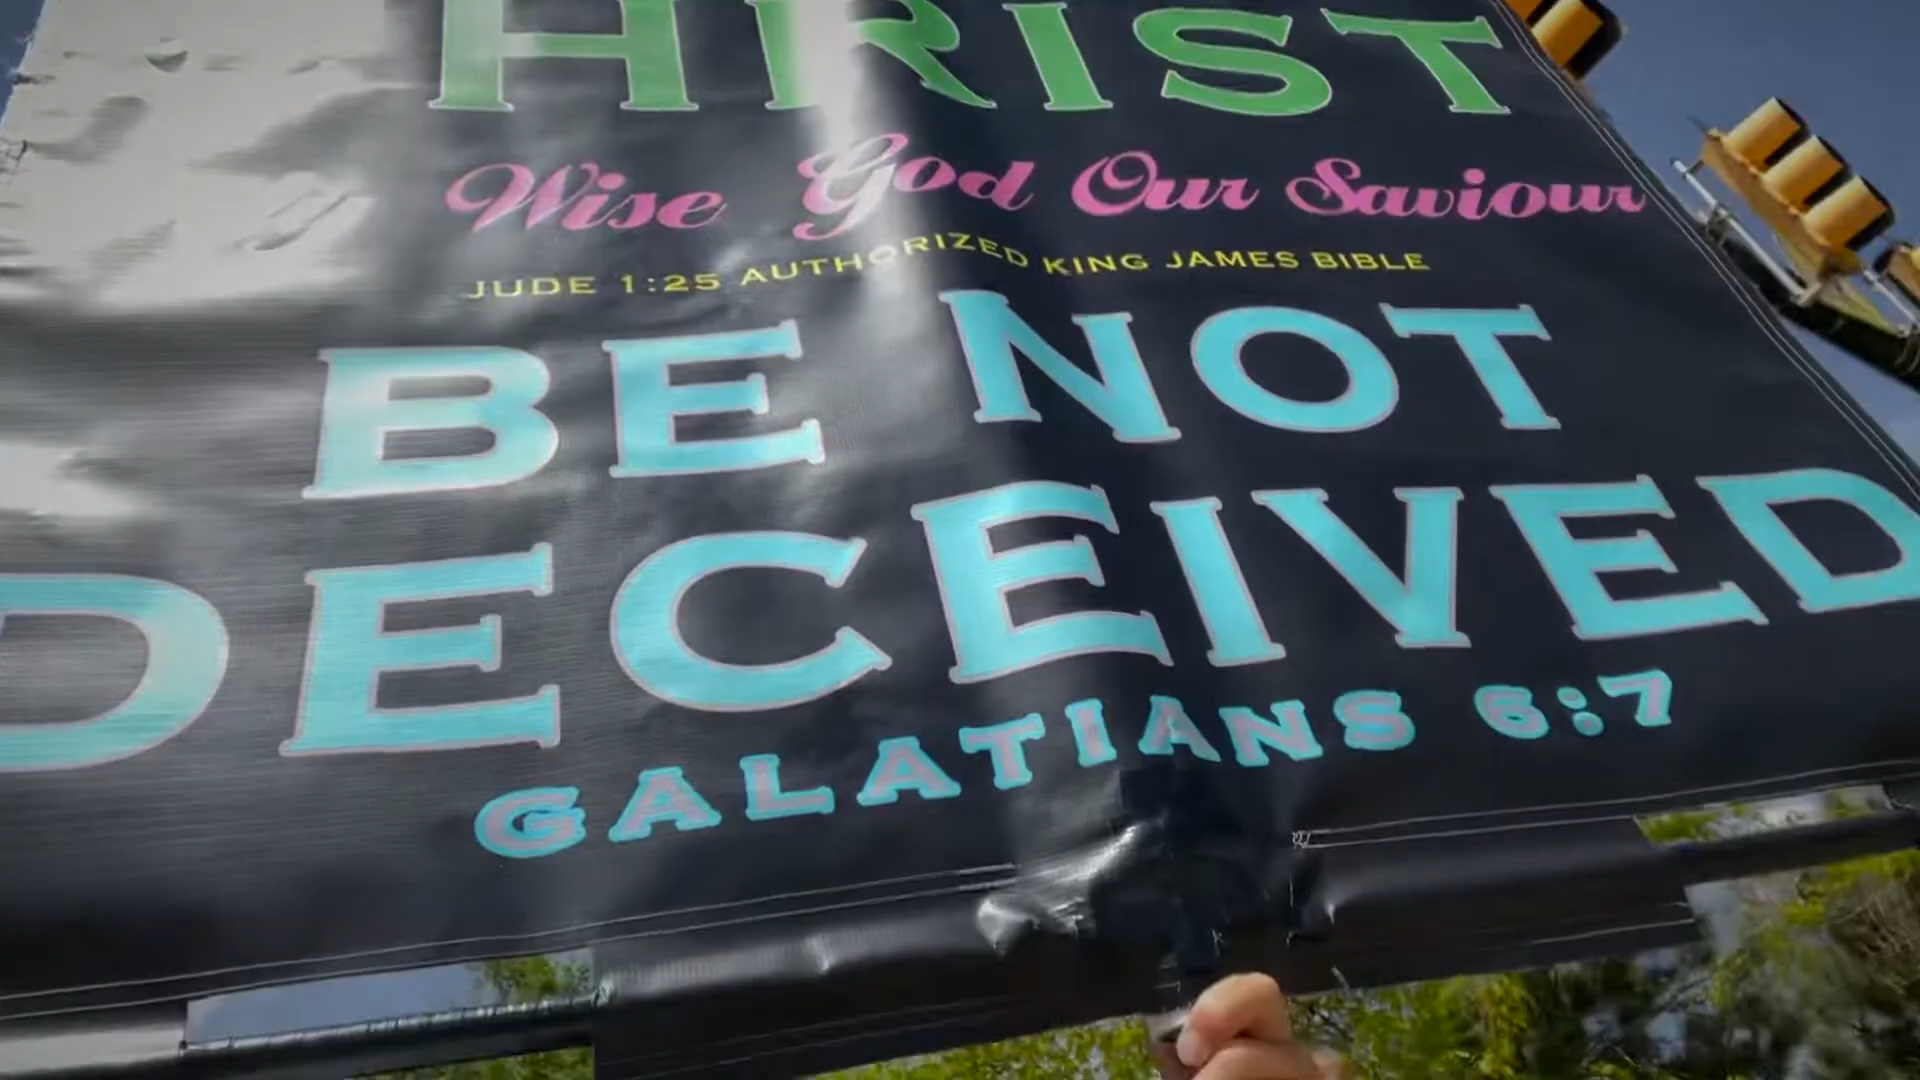 HRIST
Wise God Our Saviour
JUDE 1:25 AUTHORIZED KING JAMES BIBLE
BE NOT
DECEIVED
GALATIANS 6:7